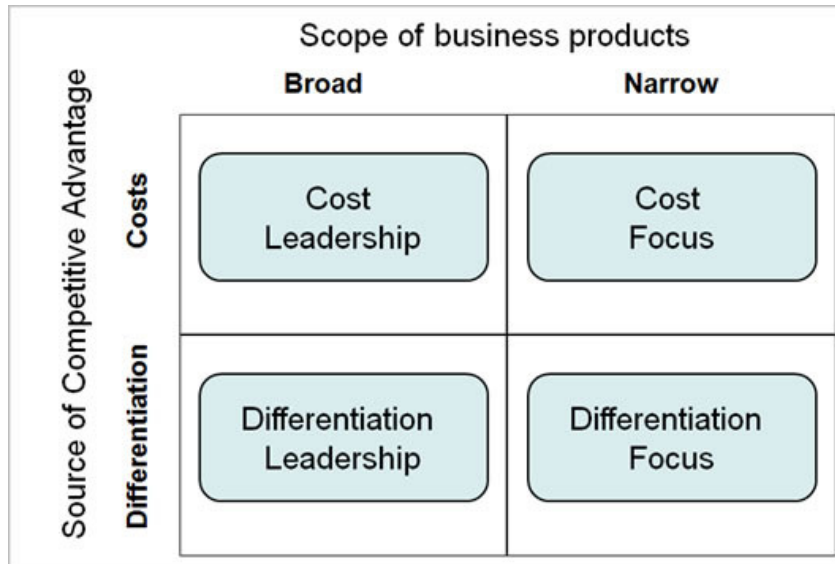 Scope of business products
Broad
Narrow
Source of Competitive Advantage
Costs
Cost
Leadership
Cost
Focus
Differentiation
Differentiation
Leadership
Differentiation
Focus